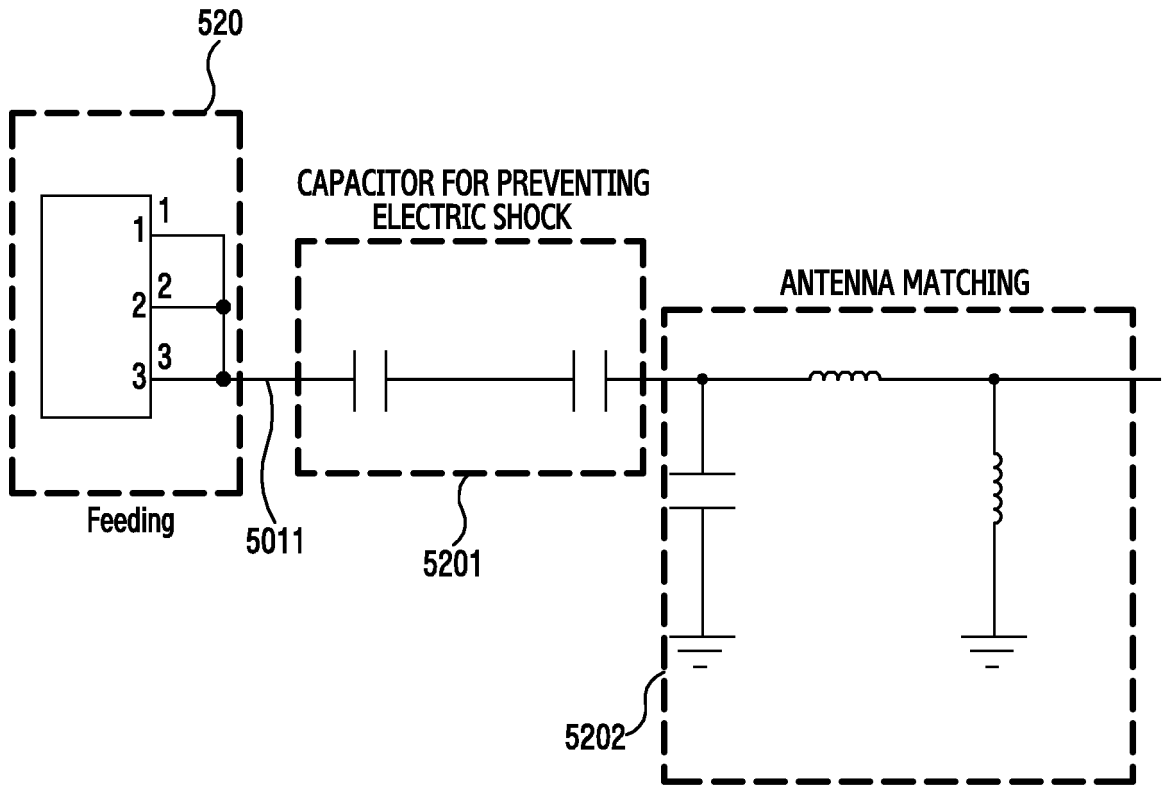 520
CAPACITOR FOR PREVENTING
ELECTRIC SHOCK
1
1
2
2
3
3
ANTENNA MATCHING
Feeding
5011
5201
5202